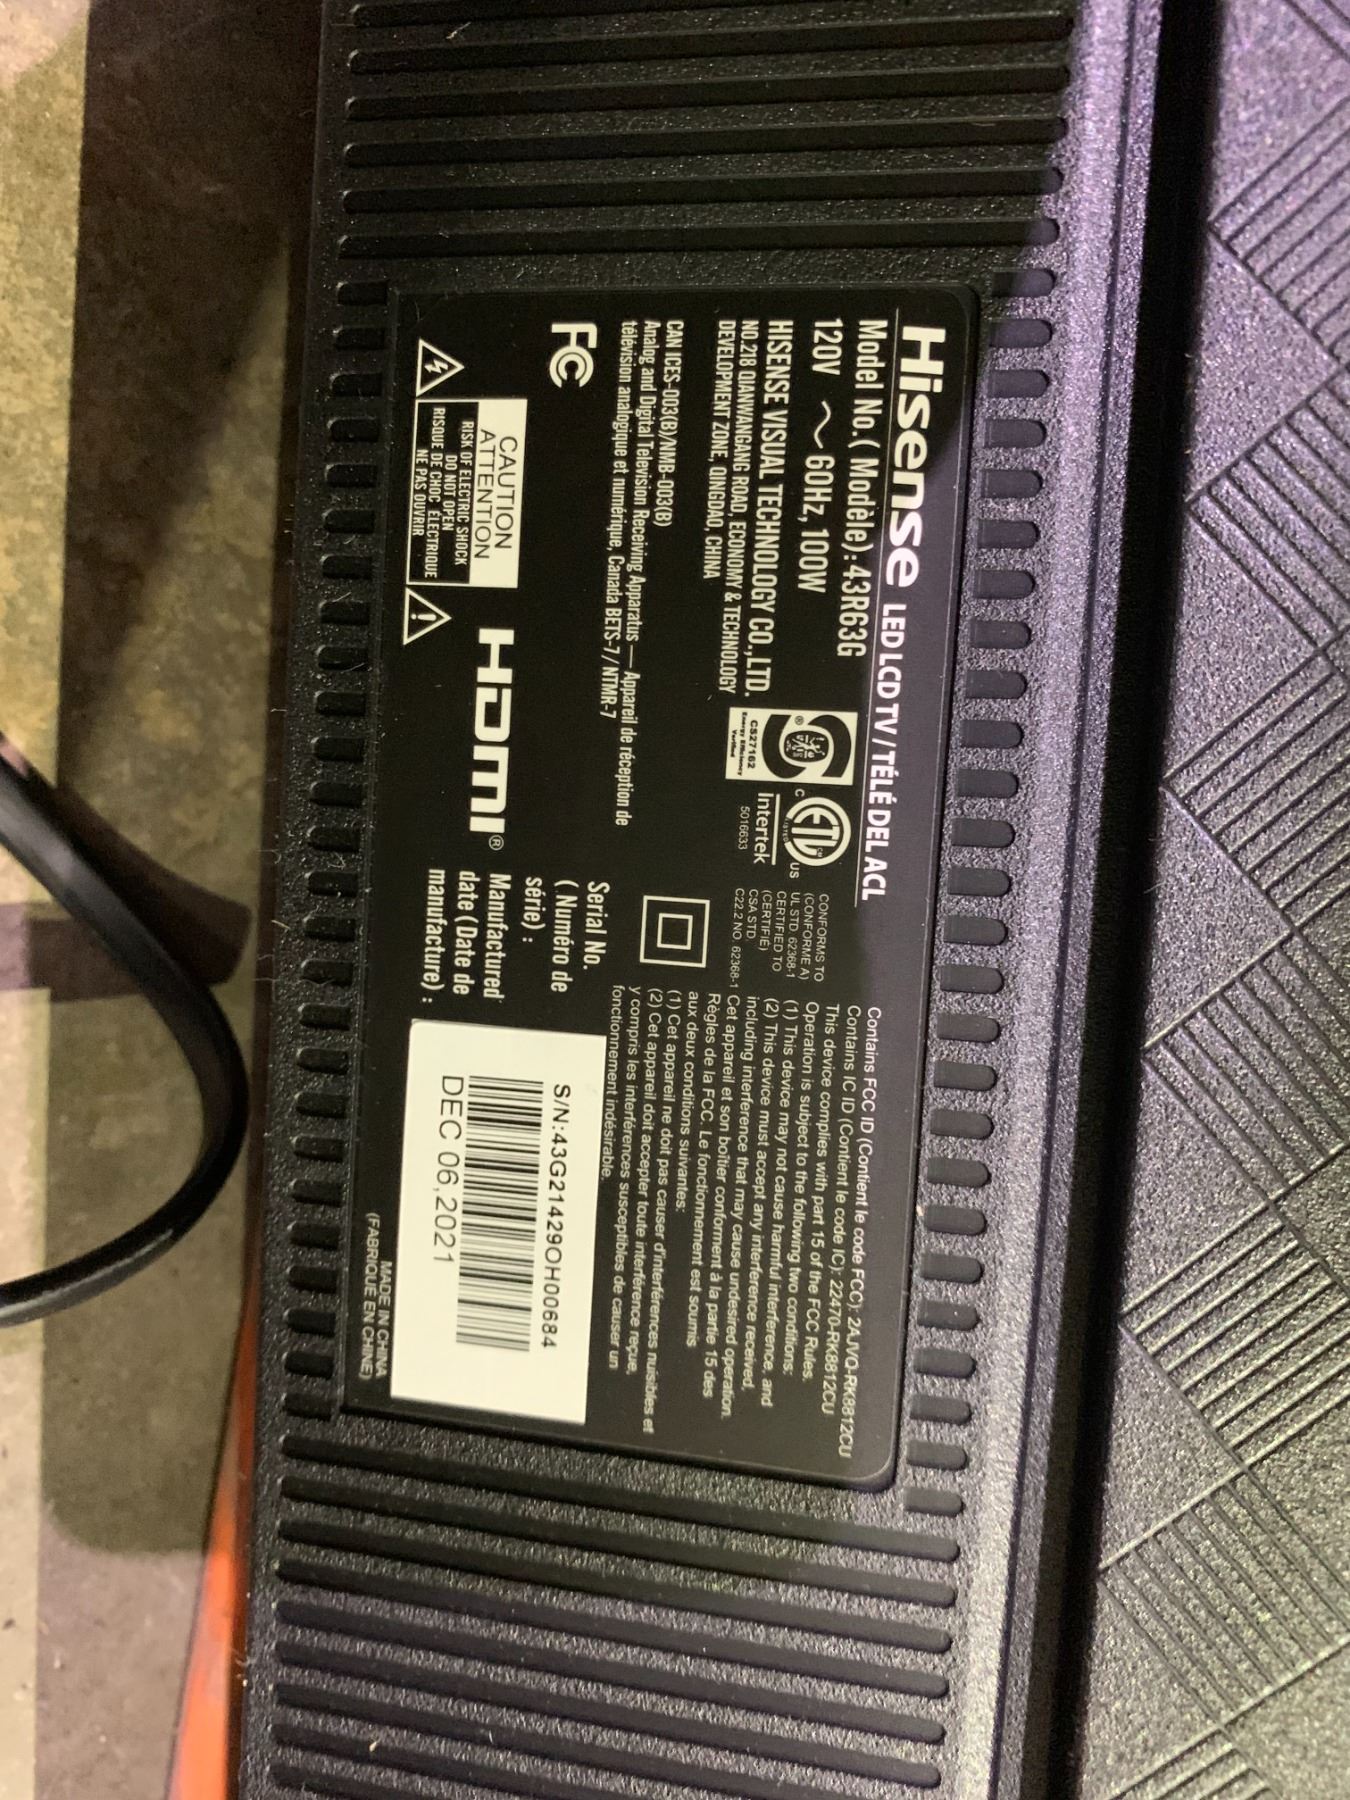 Hisense LED LCD TV / TÉLÉ DEL ACL
Model No.( Modèle) : 43R63G
120V ～ 60Hz, 100W
HISENSE VISUAL TECHNOLOGY CO.,LTD.
NO.218 QIANWANGANG ROAD, ECONOMY & TECHNOLOGY
DEVELOPMENT ZONE, QINGDAO, CHINA
CAN ICES-003(B)/NMB-003(B)
Analog and Digital Television Receiving Apparatus — Appareil de réception de
télévision analogique et numérique, Canada BETS-7 / NTMR-7
FC
CAUTION
ATTENTION
RISK OF ELECTRIC SHOCK
DO NOT OPEN
RISQUE DE CHOC ÉLECTRIQUE
NE PAS OUVRIR
HDMI®
®
CS27162
Energy Efficiency
Verified
ETL
C US
Intertek
5016633
CONFORMS TO
(CONFORME A)
UL STD. 62368-1
CERTIFIED TO
(CERTIFIE)
CSA STD.
C22.2 NO. 62368-1
Contains FCC ID (Contient le code FCC): 2AJVQ-RK8812CU
Contains IC ID (Contient le code IC): 22470-RK8812CU
This device complies with part 15 of the FCC Rules.
Operation is subject to the following two conditions:
(1) This device may not cause harmful interference, and
(2) This device must accept any interference received,
including interference that may cause undesired operation.
Cet appareil et son boîtier conforment à la partie 15 des
Règles de la FCC. Le fonctionnement est soumis
aux deux conditions suivantes:
(1) Cet appareil ne doit pas causer d'interférences nuisibles et
(2) Cet appareil doit accepter toute interférence reçue,
y compris les interférences susceptibles de causer un
fonctionnement indésirable.
Serial No.
( Numéro de
série) :
Manufactured
date ( Date de
manufacture) :
S/N:43G214290H00684
DEC 06,2021
MADE IN CHINA
(FABRIQUÉ EN CHINE)